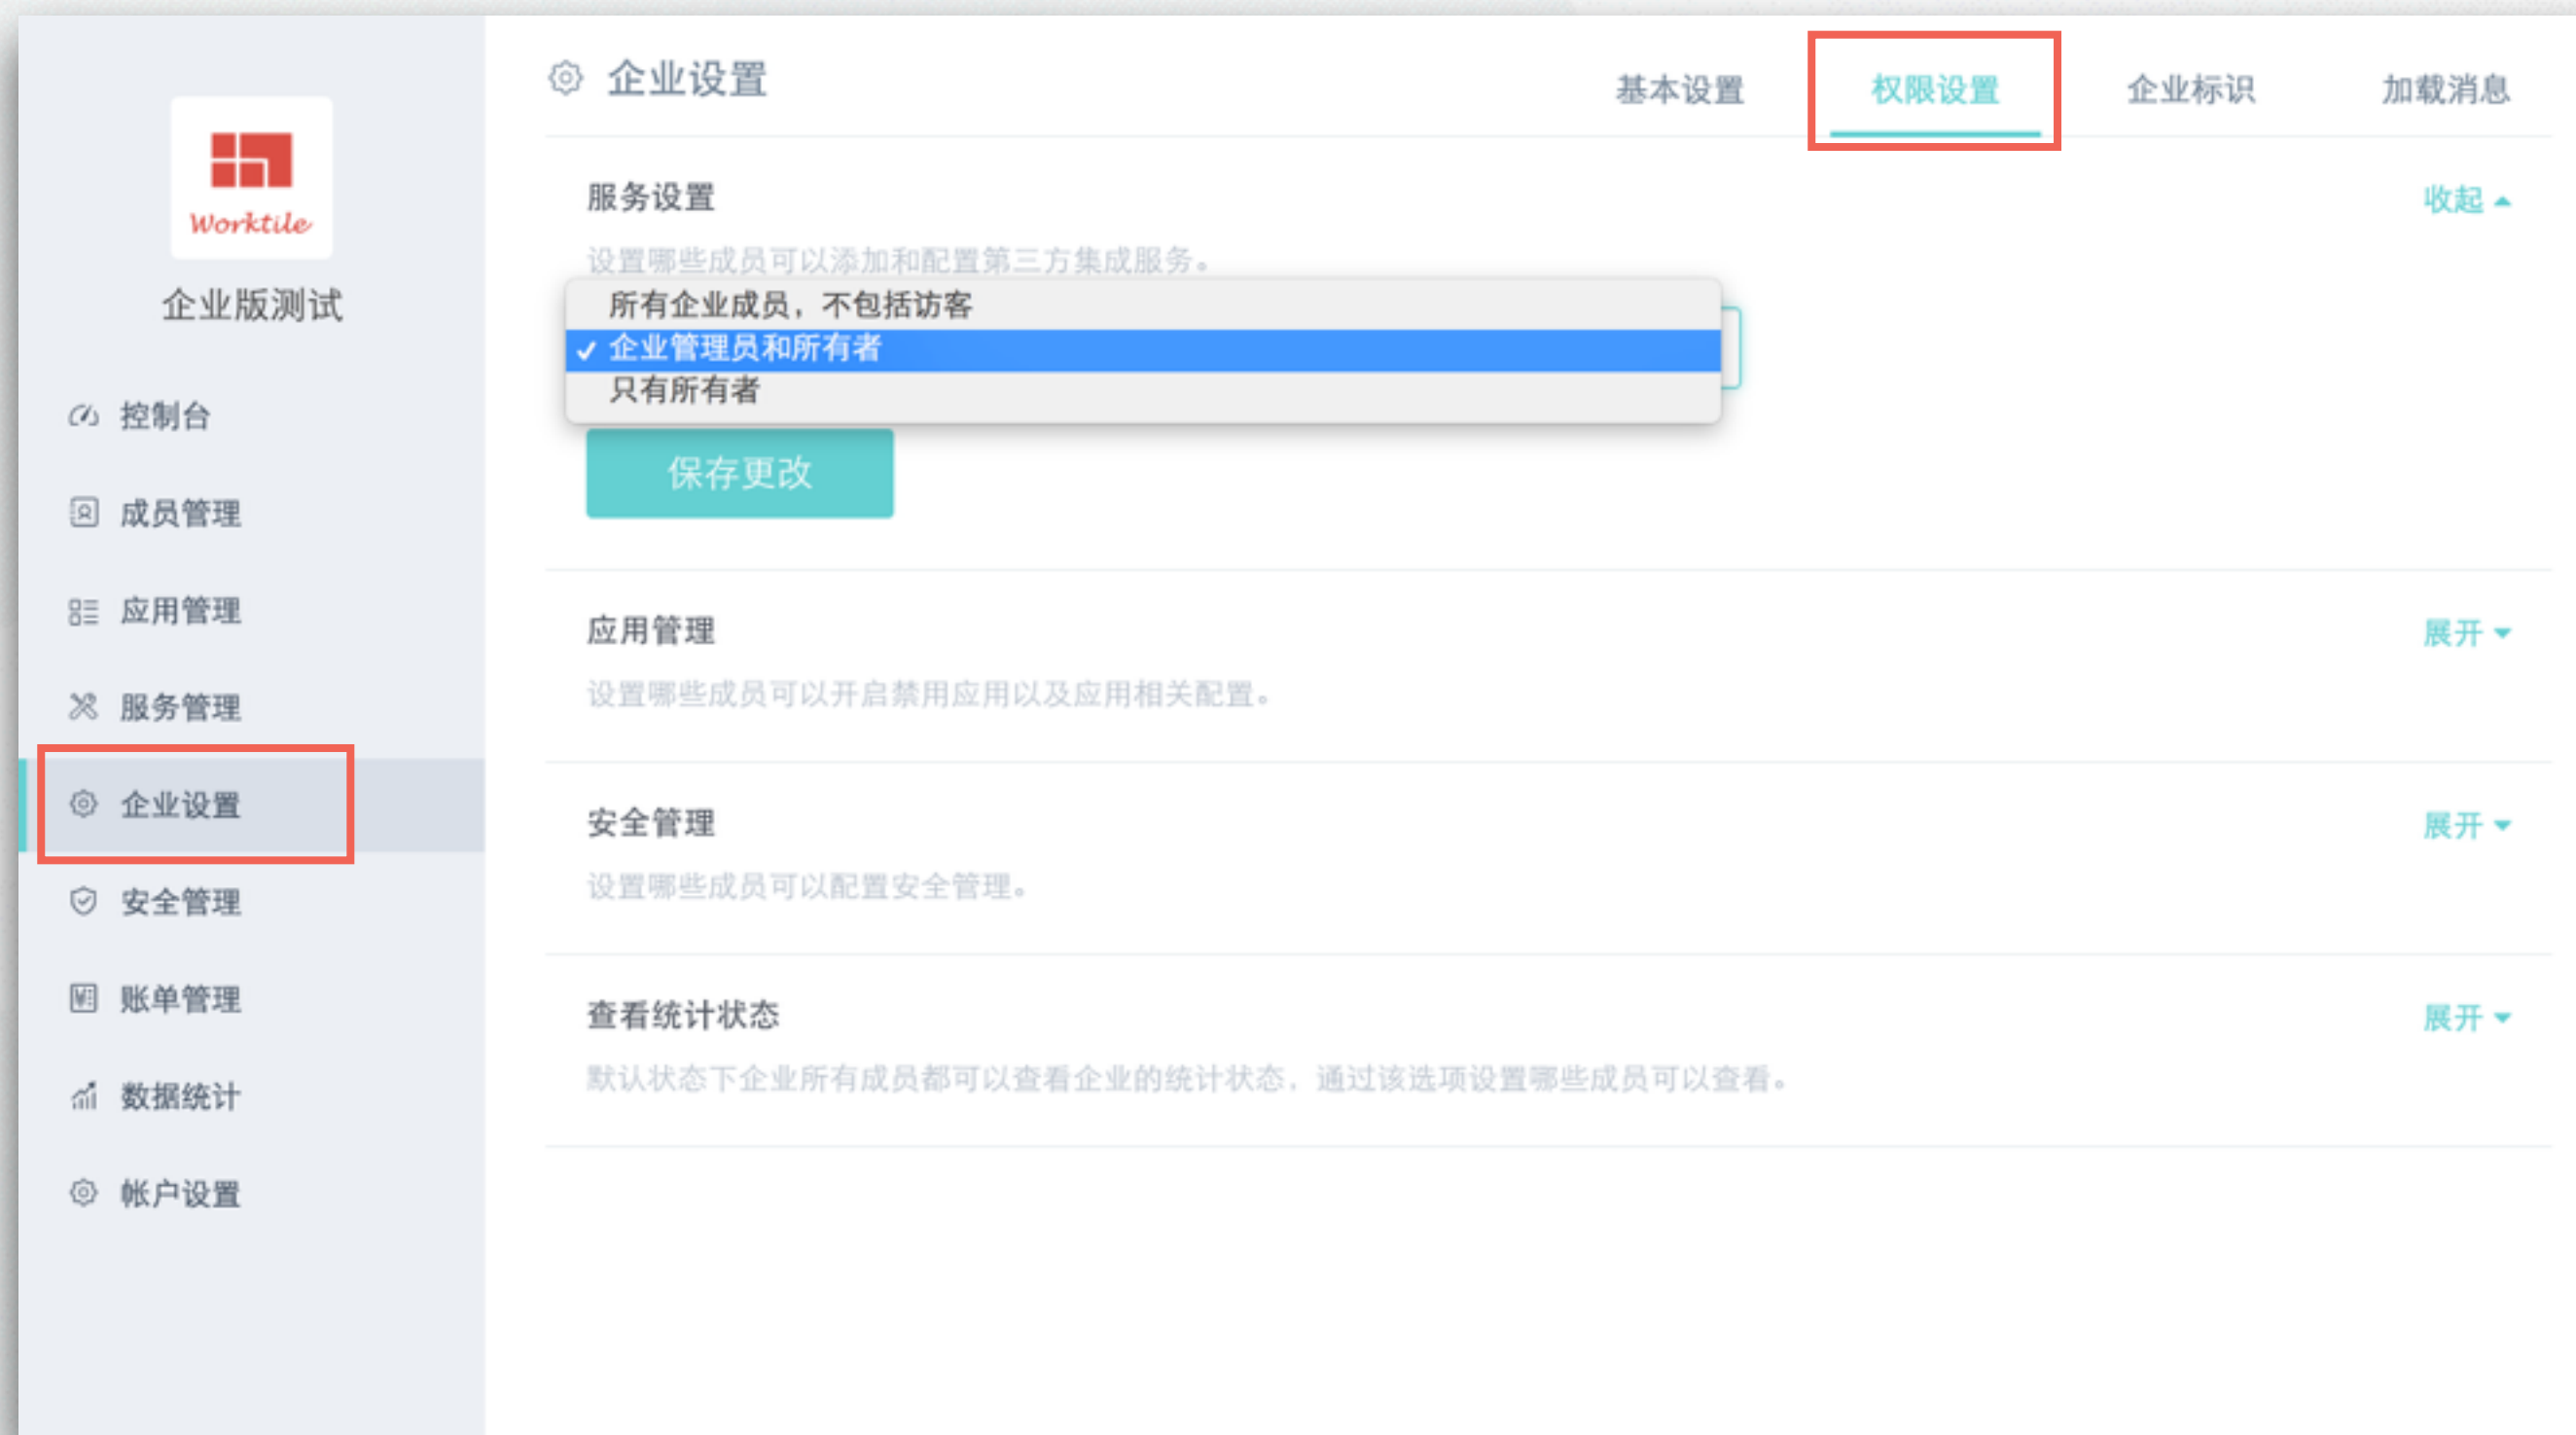 Worktile
企业版测试
控制台
成员管理
应用管理
服务管理
企业设置
安全管理
账单管理
数据统计
帐户设置
企业设置
基本设置
权限设置
企业标识
加载消息
服务设置
收起
设置哪些成员可以添加和配置第三方集成服务。
所有企业成员，不包括访客
企业管理员和所有者
只有所有者
保存更改
应用管理
展开
设置哪些成员可以开启禁用应用以及应用相关配置。
安全管理
展开
设置哪些成员可以配置安全管理。
查看统计状态
展开
默认状态下企业所有成员都可以查看企业的统计状态，通过该选项设置哪些成员可以查看。